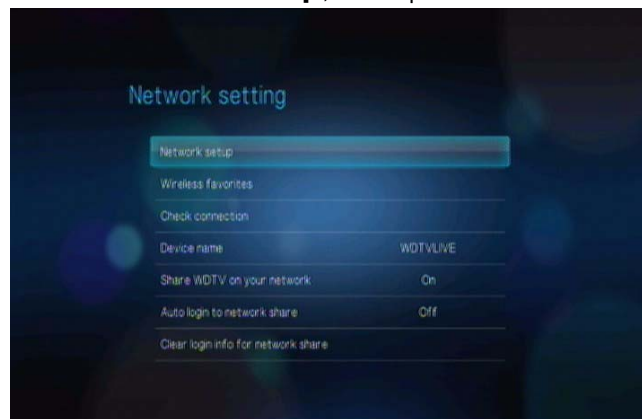 Network setting
Network setup
Wireless favorites
Check connection
Device name WDTVLIVE
Share WDTV on your network On
Auto login to network share Off
Clear login info for network share